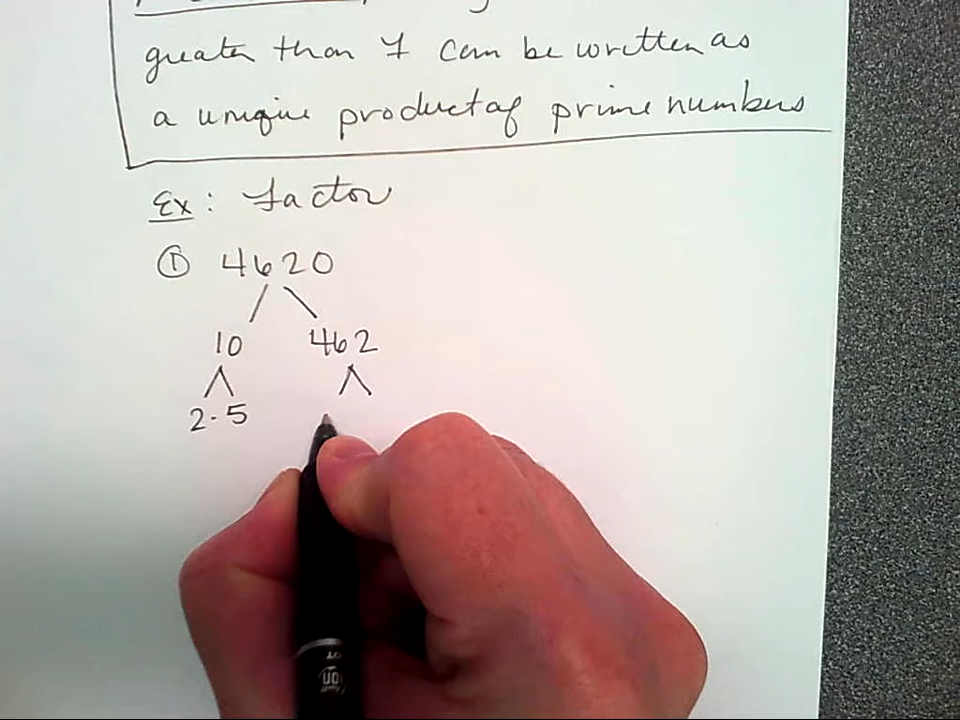 greater than 1 can be written as
a unique product of prime numbers
Ex: Factor
① 4620
10 462
2·5